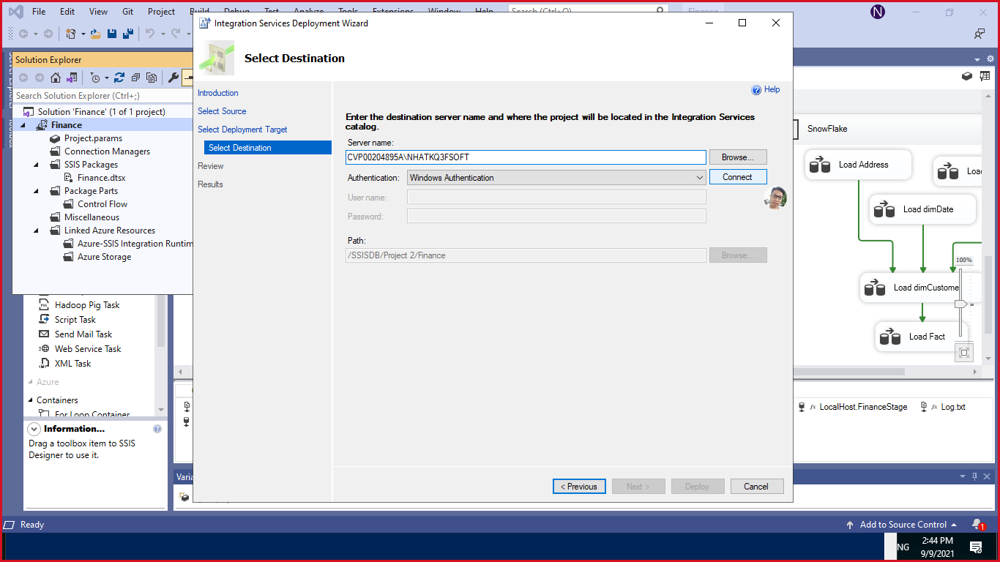 File Edit View Git Project Build Debug Test Analyze Tools Extensions Window Help Search (Ctrl+Q) Finance N
Integration Services Deployment Wizard
Select Destination
Solution Explorer
Search Solution Explorer (Ctrl+;)
Solution 'Finance' (1 of 1 project)
Finance
Project.params
Connection Managers
SSIS Packages
Finance.dtsx
Package Parts
Control Flow
Miscellaneous
Linked Azure Resources
Azure-SSIS Integration Runtim
Azure Storage
Hadoop Pig Task
Script Task
Send Mail Task
Web Service Task
XML Task
Azure
Containers
For Loop Container
Information...
Drag a toolbox item to SSIS
Designer to use it.
Introduction
Select Source
Select Deployment Target
Select Destination
Review
Results
Help
Enter the destination server name and where the project will be located in the Integration Services
catalog.
Server name:
CVP00204895A\NHATKQ3FSOFT Browse...
Authentication: Windows Authentication Connect
User name:
Password:
Path:
/SSISDB/Project 2/Finance Browse...
< Previous Next > Deploy Cancel
SnowFlake
Load Address
Loa
Load dimDate
100%
Load dimCustome
Load Fact
LocalHost.FinanceStage Log.txt
Varia
Ready Add to Source Control 1
NG 2:44 PM
9/9/2021